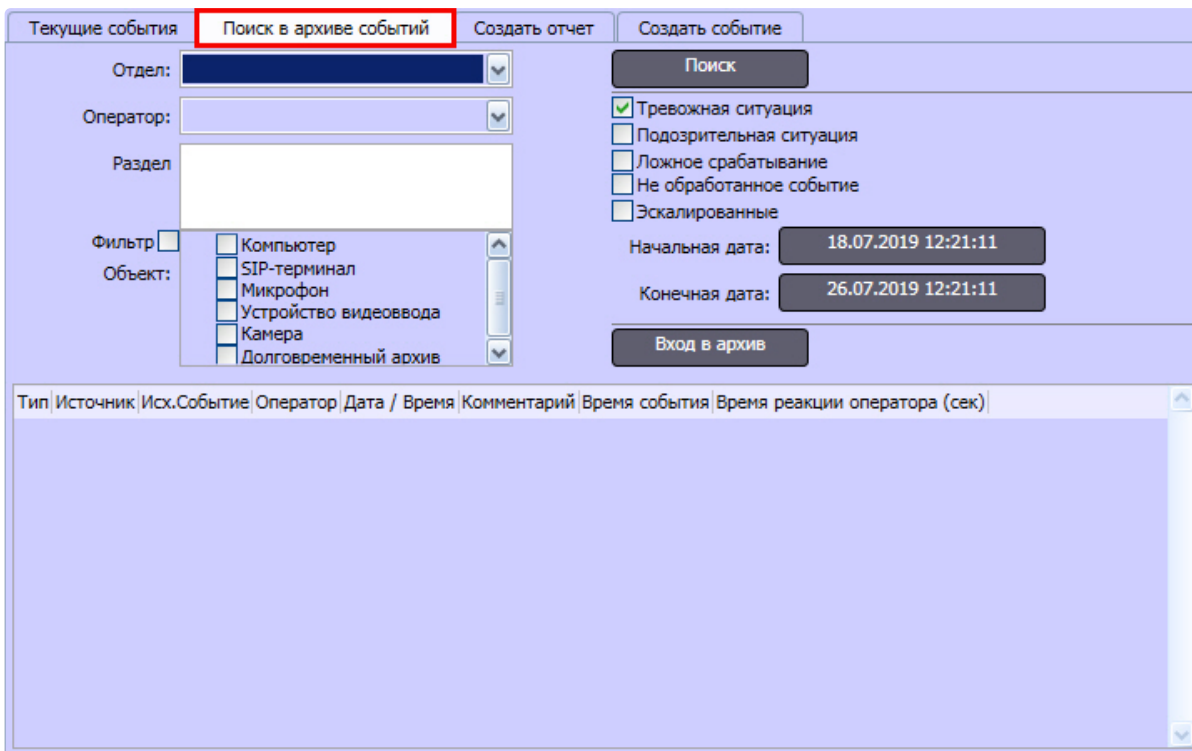 Текущие события Поиск в архиве событий Создать отчет Создать событие
Отдел: Поиск
Оператор:
Раздел
Фильтр
Объект:
Компьютер
SIP-терминал
Микрофон
Устройство видеоввода
Камера
Долговременный архив
Тревожная ситуация
Подозрительная ситуация
Ложное срабатывание
Не обработанное событие
Эскалированные
Начальная дата: 18.07.2019 12:21:11
Конечная дата: 26.07.2019 12:21:11
Вход в архив
Тип Источник Исх.Событие Оператор Дата / Время Комментарий Время события Время реакции оператора (сек)